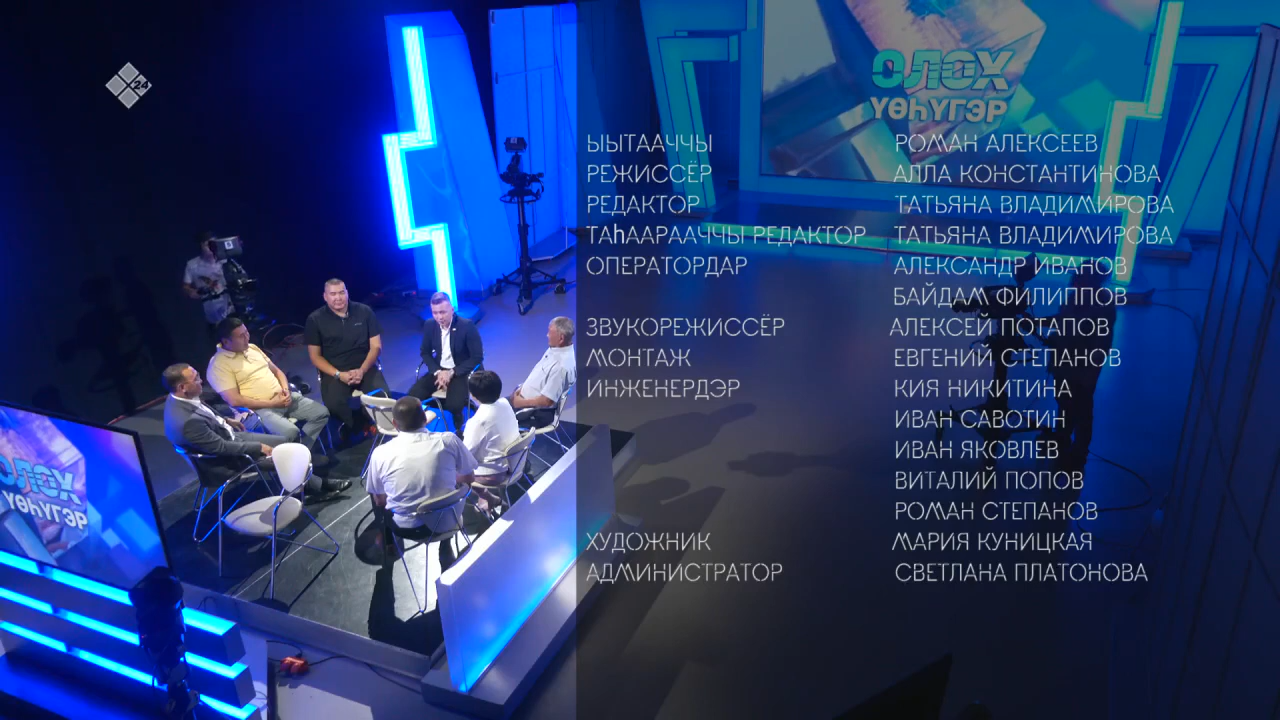 Х24
ОЛОХ
ҮӨҺҮГЭР
ЫЫТААЧЧЫ РОМАН АЛЕКСЕЕВ
РЕЖИССЁР АЛЛА КОНСТАНТИНОВА
РЕДАКТОР ТАТЬЯНА ВЛАДИМИРОВА
ТАҺААРААЧЧЫ РЕДАКТОР ТАТЬЯНА ВЛАДИМИРОВА
ОПЕРАТОРДАР АЛЕКСАНДР ИВАНОВ
БАЙДАМ ФИЛИППОВ
ЗВУКОРЕЖИССЁР АЛЕКСЕЙ ПОТАПОВ
МОНТАЖ ЕВГЕНИЙ СТЕПАНОВ
ИНЖЕНЕРДЭР КИЯ НИКИТИНА
ИВАН САВОТИН
ИВАН ЯКОВЛЕВ
ВИТАЛИЙ ПОПОВ
РОМАН СТЕПАНОВ
ХУДОЖНИК МАРИЯ КУНИЦКАЯ
АДМИНИСТРАТОР СВЕТЛАНА ПЛАТОНОВА
ОЛОХ
ҮӨҺҮГЭР